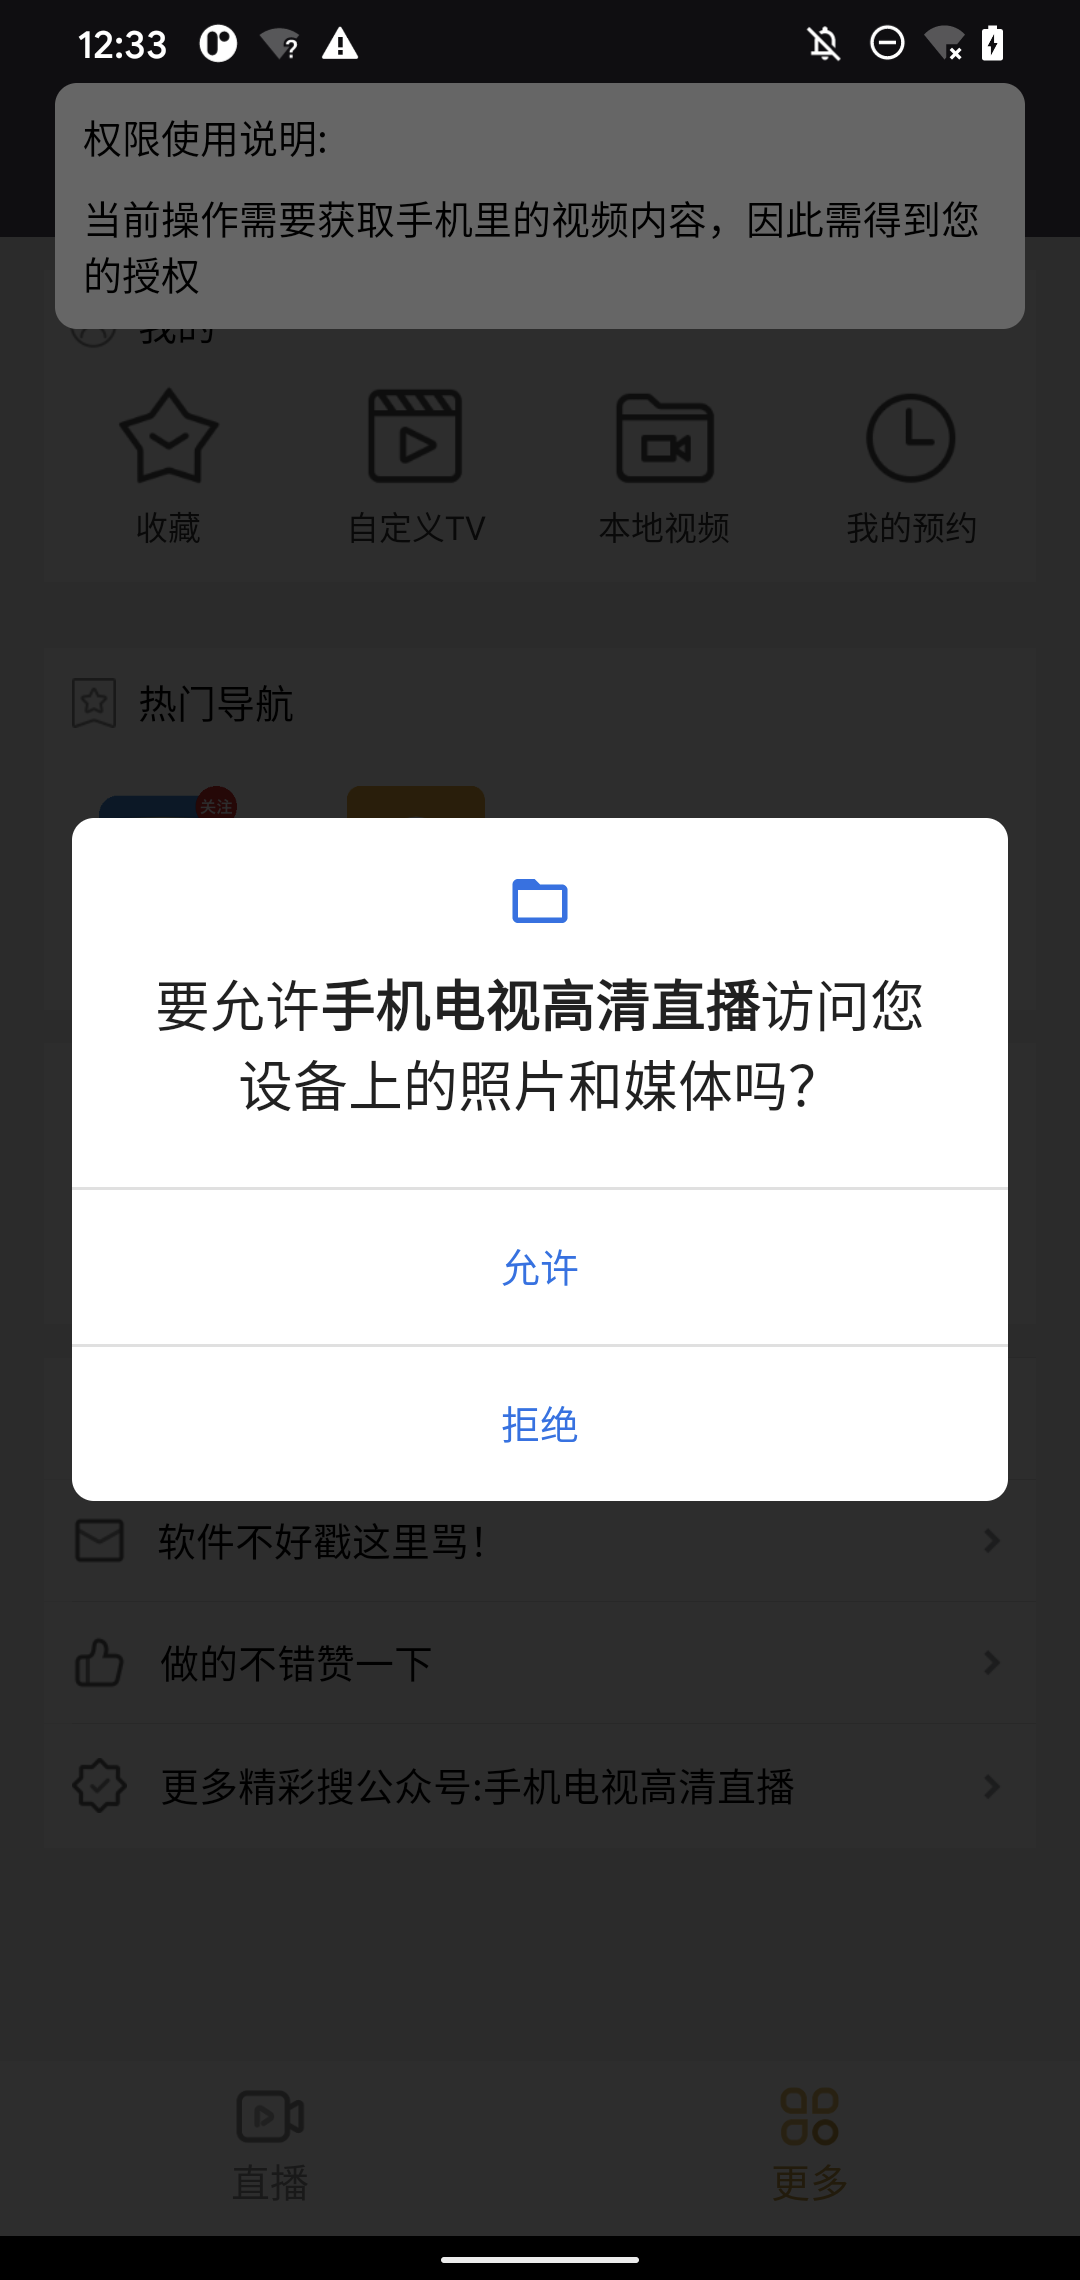 12:33
权限使用说明:
当前操作需要获取手机里的视频内容，因此需得到您
的授权
我的
收藏
自定义TV
本地视频
我的预约
热门导航
关注
要允许手机电视高清直播访问您
设备上的照片和媒体吗？
允许
拒绝
软件不好戳这里骂！
做的不错赞一下
更多精彩搜公众号:手机电视高清直播
直播
更多